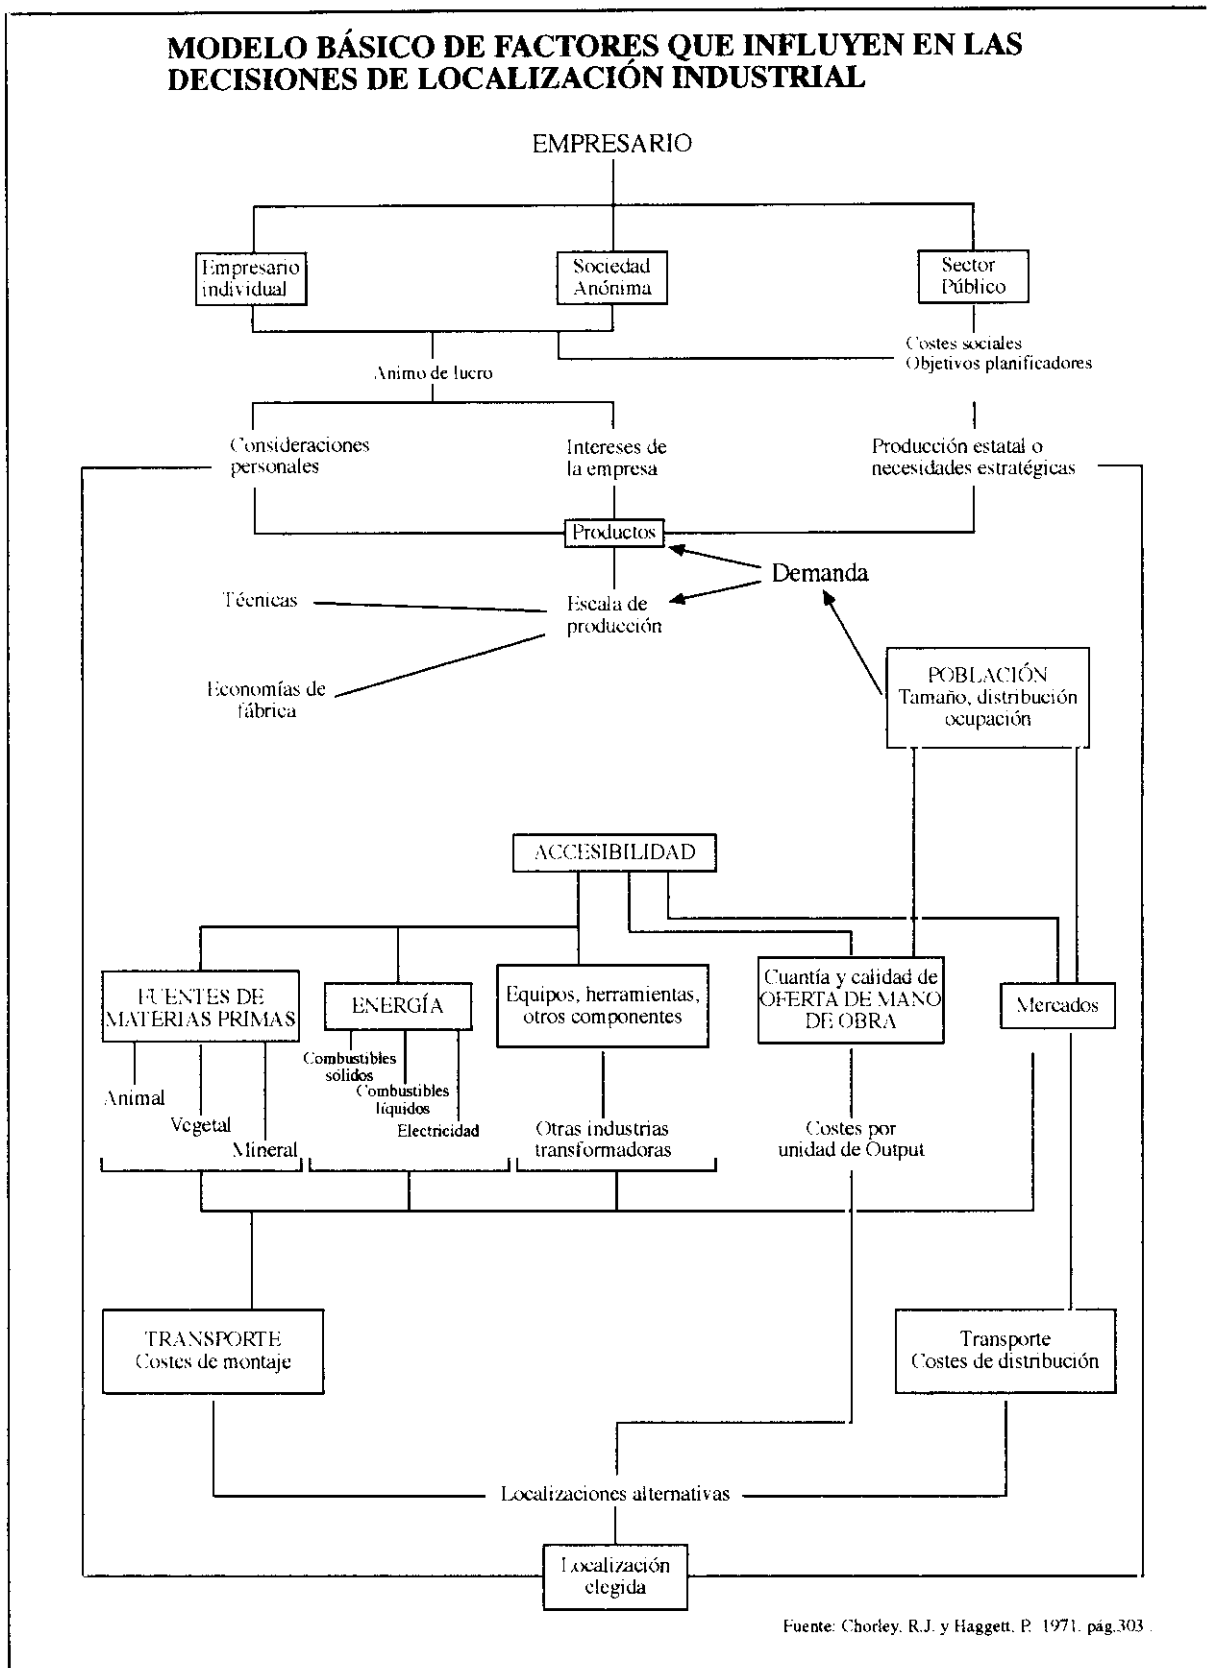 MODELO BÁSICO DE FACTORES QUE INFLUYEN EN LAS
DECISIONES DE LOCALIZACIÓN INDUSTRIAL
EMPRESARIO
Empresario
individual
Sociedad
Anónima
Sector
Público
Costes sociales
Objetivos planificadores
Animo de lucro
Consideraciones
personales
Intereses de
la empresa
Producción estatal o
necesidades estratégicas
Productos
Demanda
Técnicas
Escala de
producción
Economías de
fábrica
POBLACIÓN
Tamaño, distribución
ocupación
ACCESIBILIDAD
FUENTES DE
MATERIAS PRIMAS
ENERGÍA
Equipos, herramientas,
otros componentes
Cuantía y calidad de
OFERTA DE MANO
DE OBRA
Mercados
Animal
Vegetal
Mineral
Combustibles
sólidos
Combustibles
líquidos
Electricidad
Otras industrias
transformadoras
Costes por
unidad de Output
TRANSPORTE
Costes de montaje
Transporte
Costes de distribución
Localizaciones alternativas
Localización
elegida
Fuente: Chorley, R.J. y Haggett, P. 1971. pág.303.